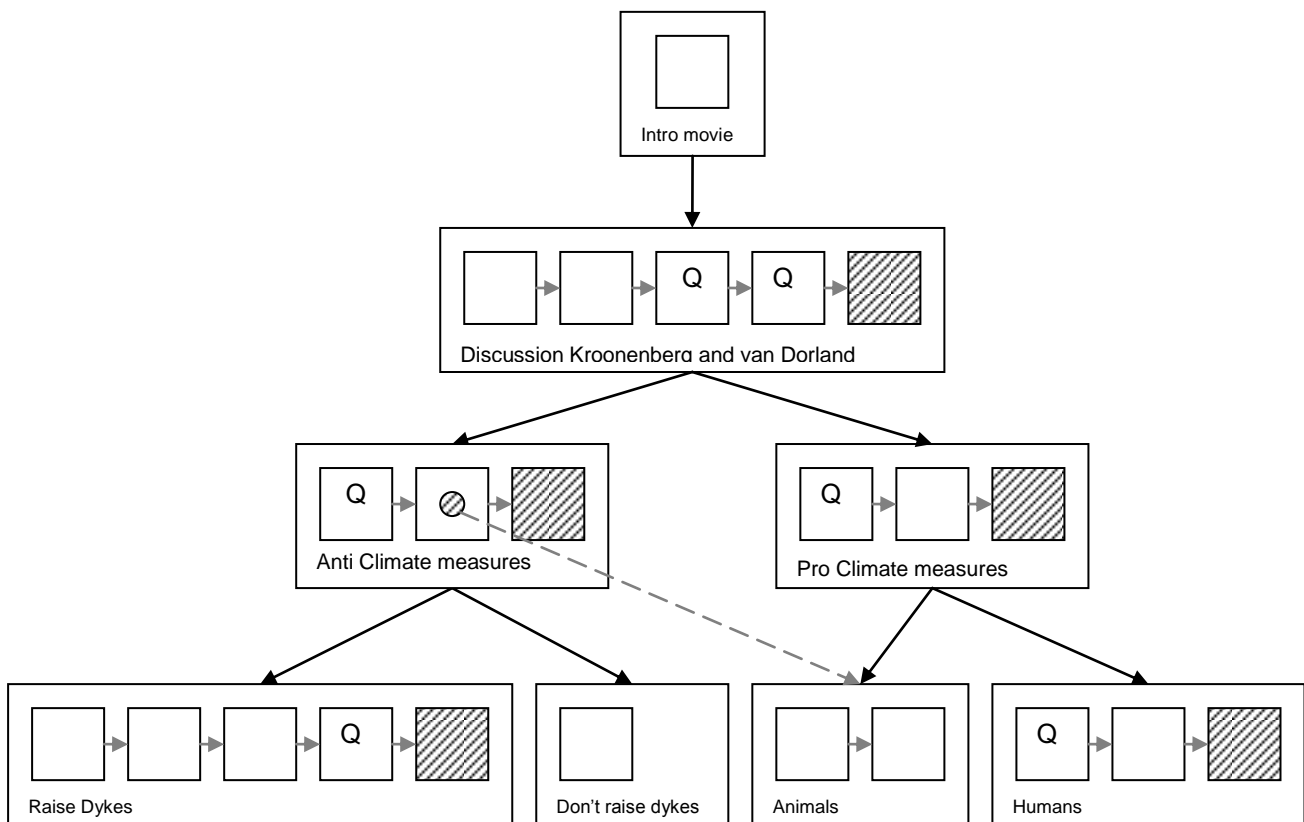 Intro movie
Q Q
Discussion Kroonenberg and van Dorland
Q
Anti Climate measures
Q
Pro Climate measures
Q
Raise Dykes
Don't raise dykes
Animals
Q
Humans